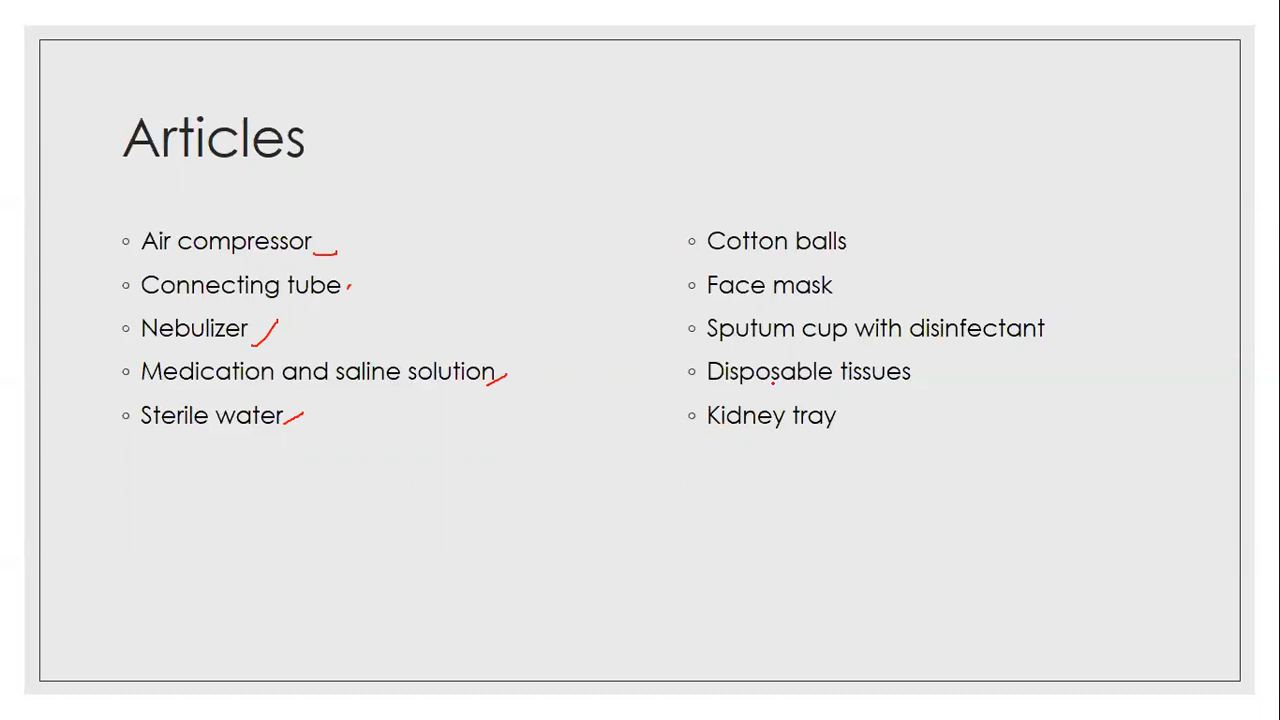 Articles
◦ Air compressor
◦ Connecting tube
◦ Nebulizer
◦ Medication and saline solution
◦ Sterile water
◦ Cotton balls
◦ Face mask
◦ Sputum cup with disinfectant
◦ Disposable tissues
◦ Kidney tray